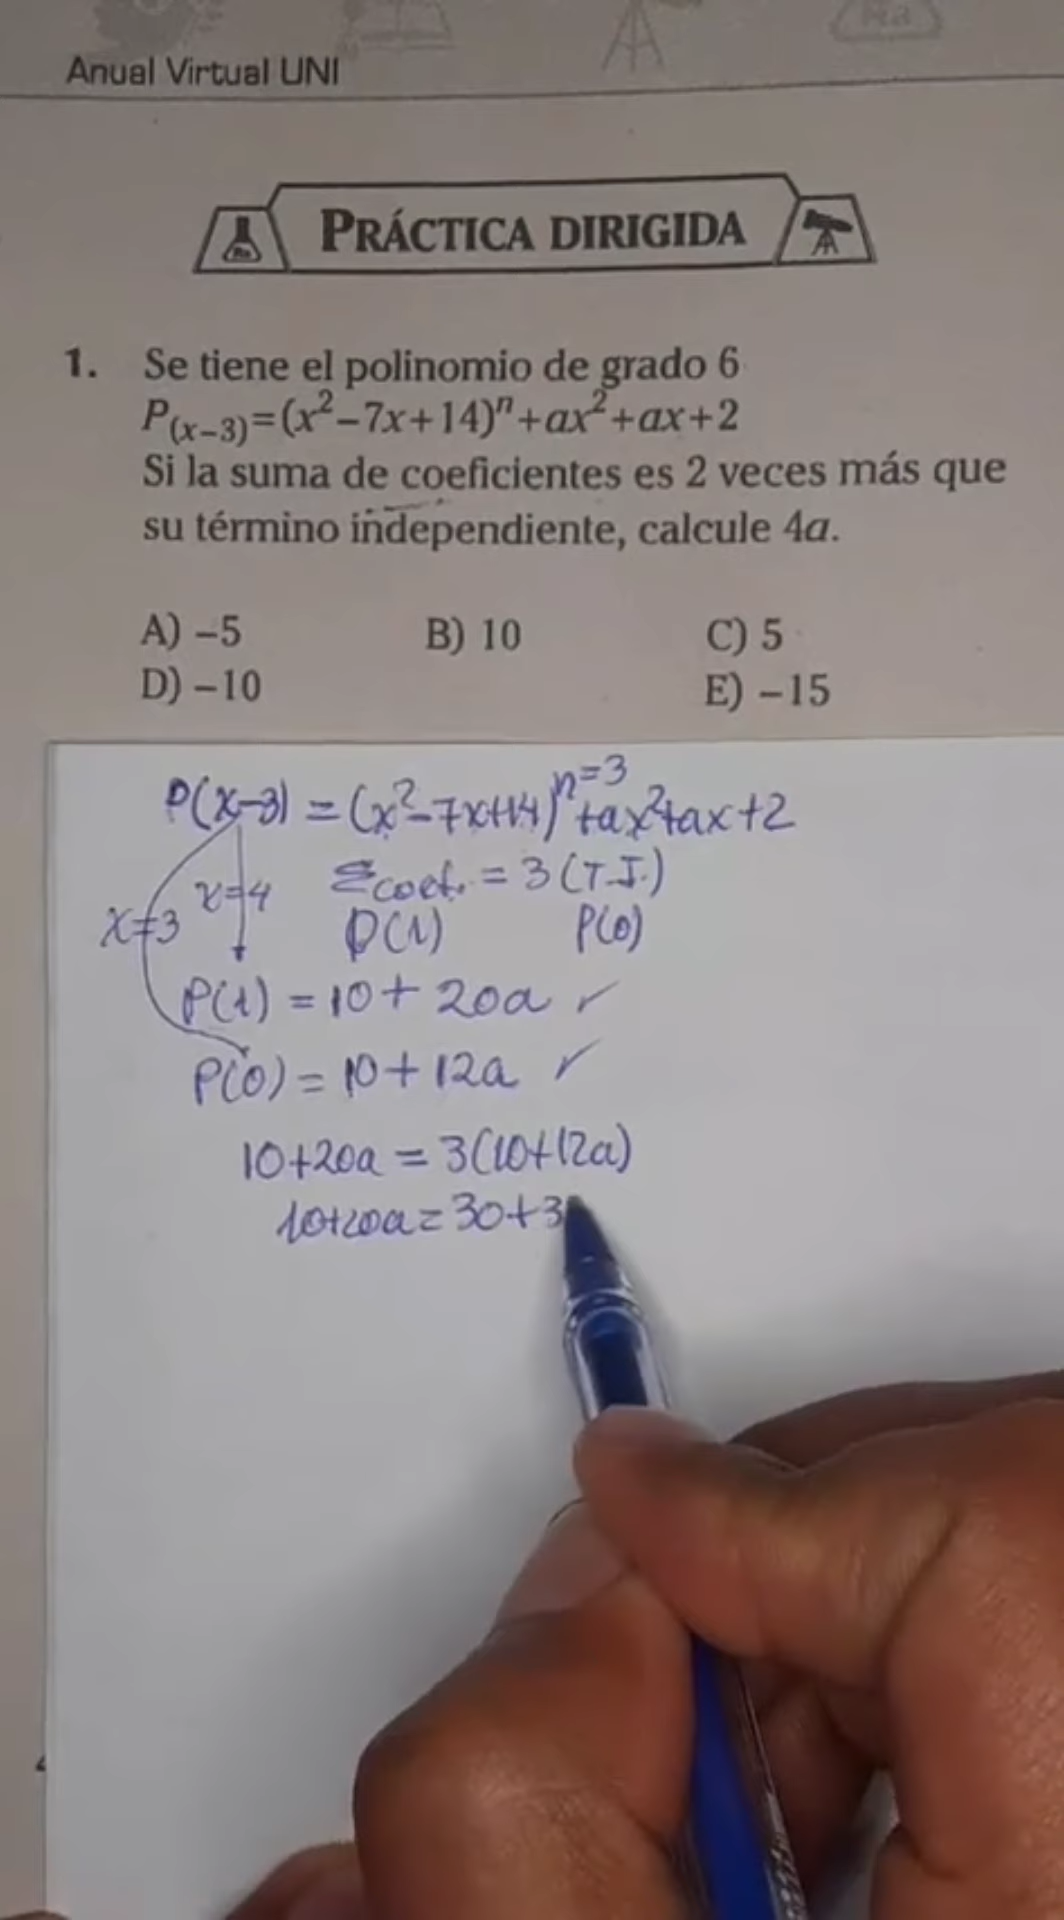 Anual Virtual UNI
PRÁCTICA DIRIGIDA
1. Se tiene el polinomio de grado 6
P(x−3)=(x²−7x+14)ⁿ+ax²+ax+2
Si la suma de coeficientes es 2 veces más que
su término independiente, calcule 4a.
A) −5 B) 10 C) 5
D) −10 E) −15
P(x-3) = (x²-7x+14)ⁿ⁼³+ax²+ax+2
x=4 Σcoef. = 3(T.I.)
x=3 P(1) P(0)
P(1) = 10+20a ✓
P(0) = 10+12a ✓
10+20a = 3(10+12a)
10+20a = 30+3